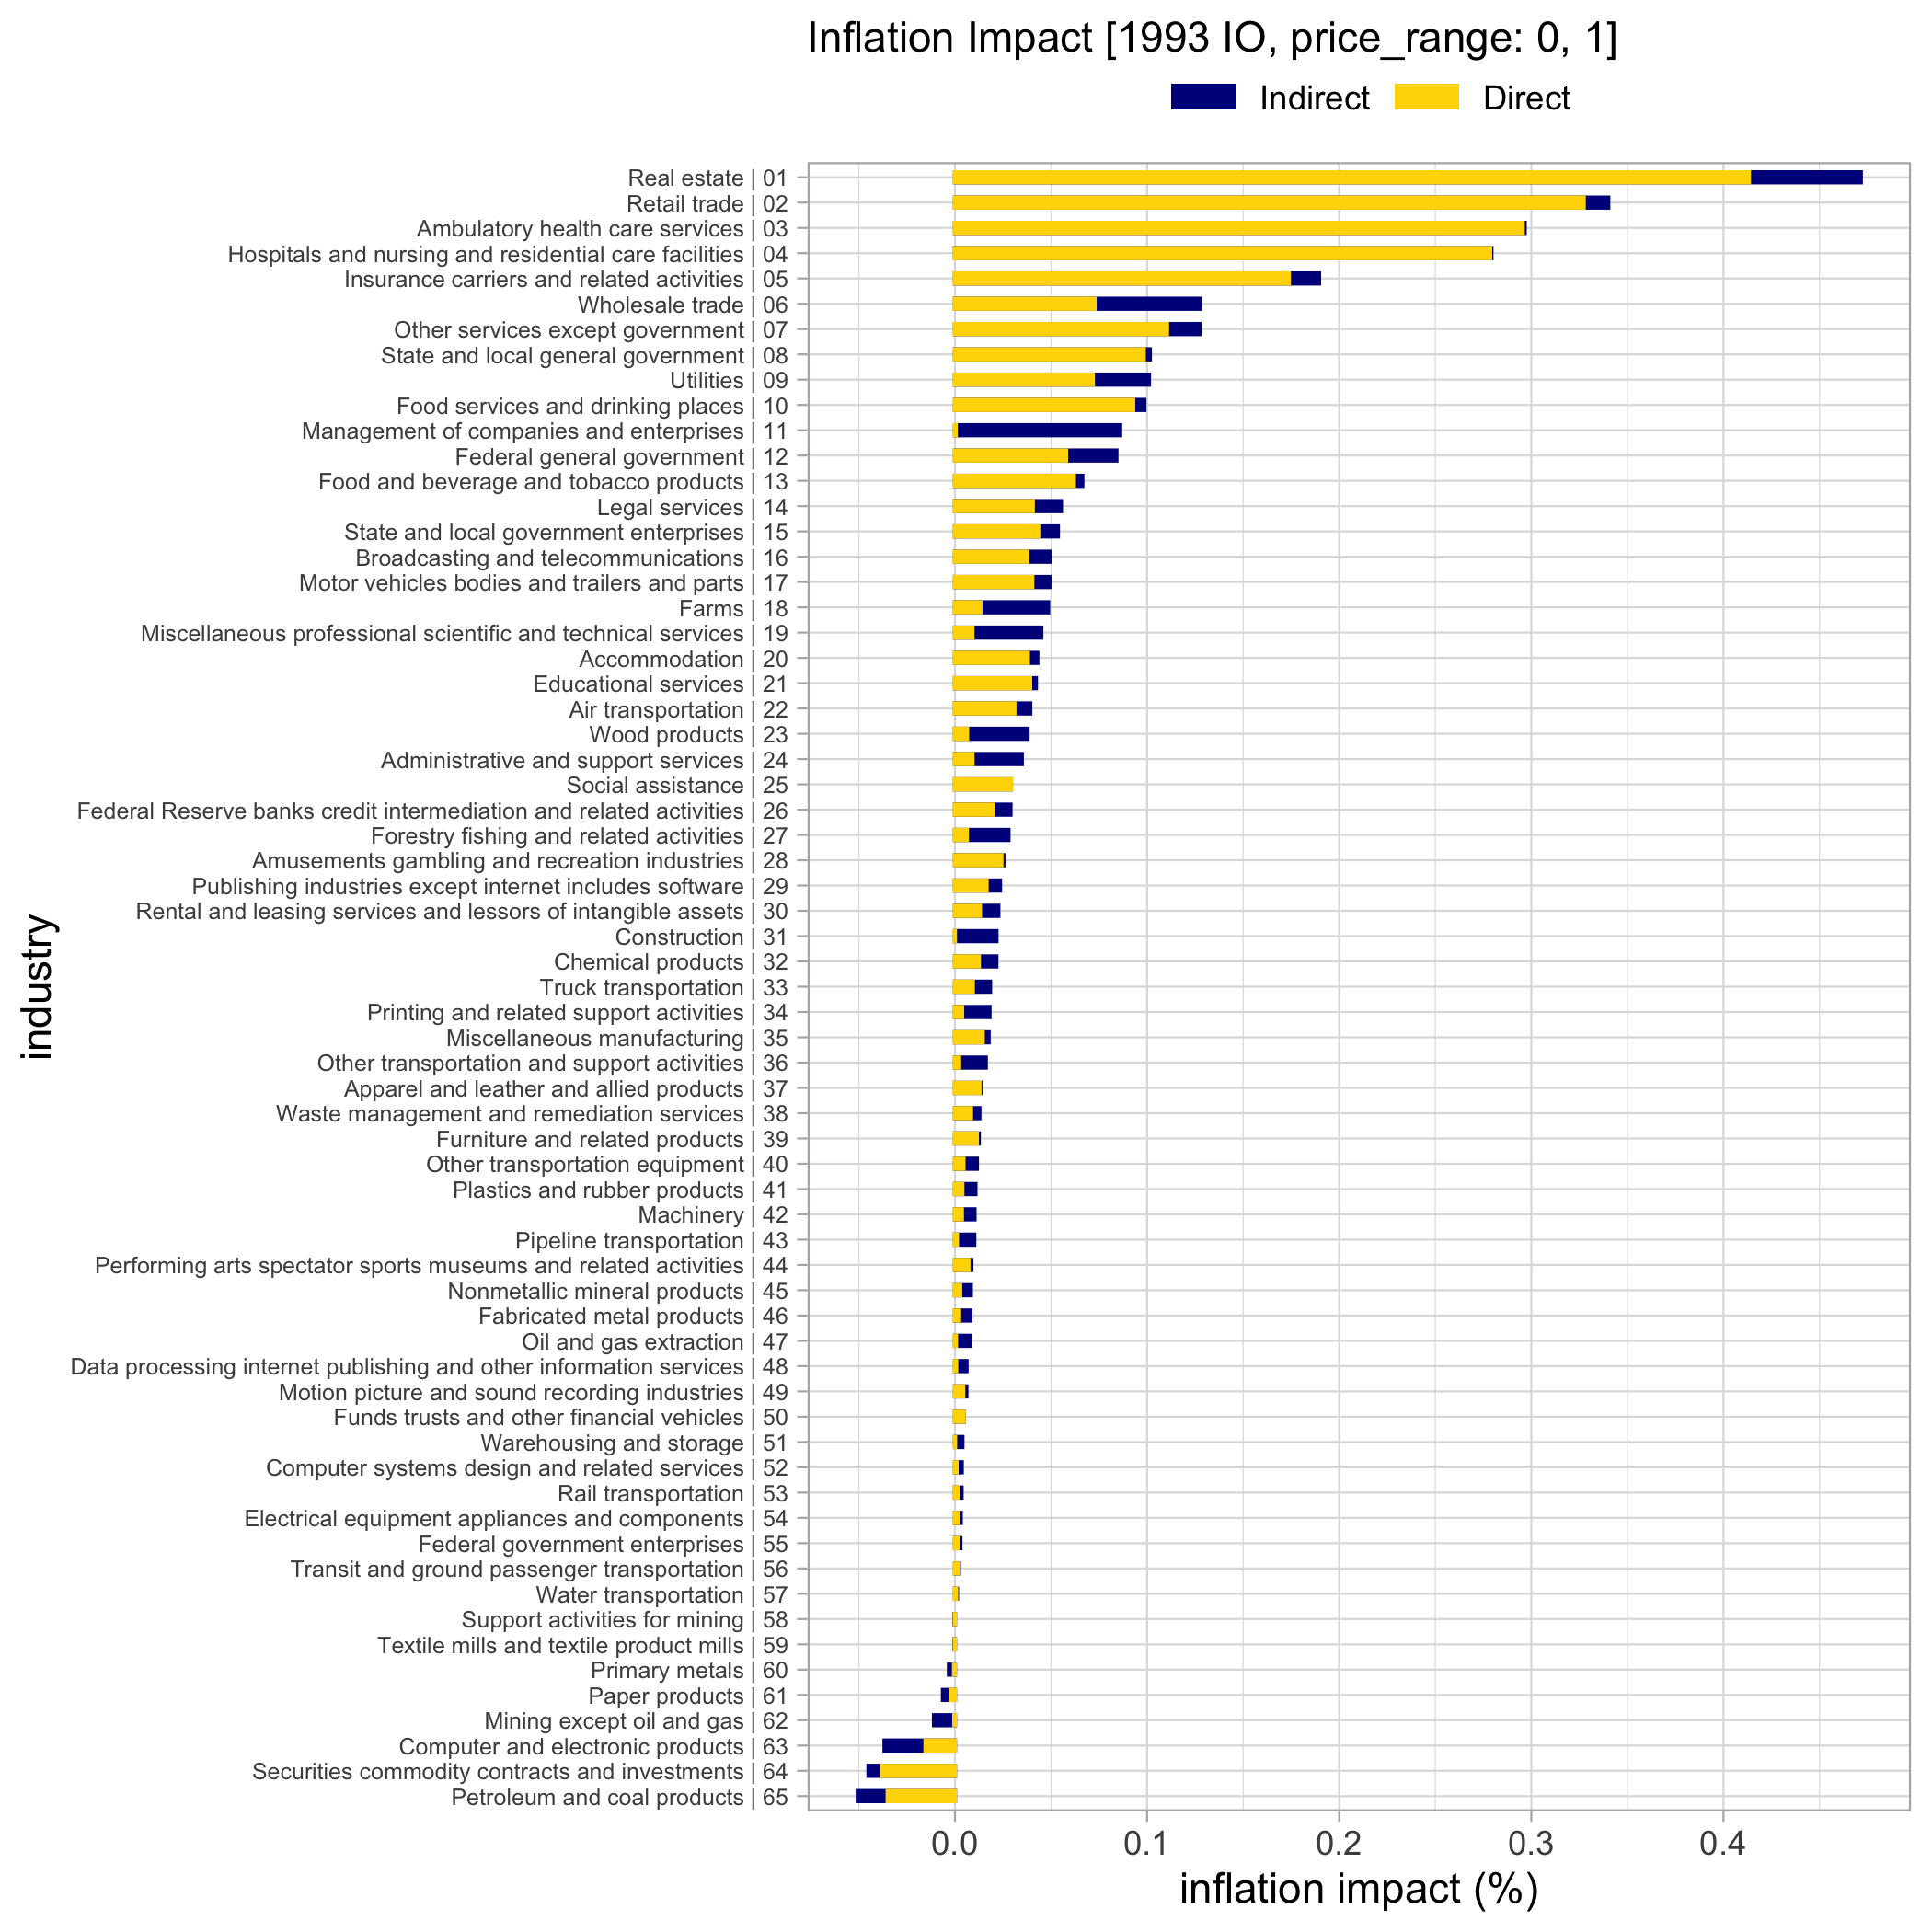 Inflation Impact [1993 IO, price_range: 0, 1]
Indirect Direct
industry
Real estate | 01
Retail trade | 02
Ambulatory health care services | 03
Hospitals and nursing and residential care facilities | 04
Insurance carriers and related activities | 05
Wholesale trade | 06
Other services except government | 07
State and local general government | 08
Utilities | 09
Food services and drinking places | 10
Management of companies and enterprises | 11
Federal general government | 12
Food and beverage and tobacco products | 13
Legal services | 14
State and local government enterprises | 15
Broadcasting and telecommunications | 16
Motor vehicles bodies and trailers and parts | 17
Farms | 18
Miscellaneous professional scientific and technical services | 19
Accommodation | 20
Educational services | 21
Air transportation | 22
Wood products | 23
Administrative and support services | 24
Social assistance | 25
Federal Reserve banks credit intermediation and related activities | 26
Forestry fishing and related activities | 27
Amusements gambling and recreation industries | 28
Publishing industries except internet includes software | 29
Rental and leasing services and lessors of intangible assets | 30
Construction | 31
Chemical products | 32
Truck transportation | 33
Printing and related support activities | 34
Miscellaneous manufacturing | 35
Other transportation and support activities | 36
Apparel and leather and allied products | 37
Waste management and remediation services | 38
Furniture and related products | 39
Other transportation equipment | 40
Plastics and rubber products | 41
Machinery | 42
Pipeline transportation | 43
Performing arts spectator sports museums and related activities | 44
Nonmetallic mineral products | 45
Fabricated metal products | 46
Oil and gas extraction | 47
Data processing internet publishing and other information services | 48
Motion picture and sound recording industries | 49
Funds trusts and other financial vehicles | 50
Warehousing and storage | 51
Computer systems design and related services | 52
Rail transportation | 53
Electrical equipment appliances and components | 54
Federal government enterprises | 55
Transit and ground passenger transportation | 56
Water transportation | 57
Support activities for mining | 58
Textile mills and textile product mills | 59
Primary metals | 60
Paper products | 61
Mining except oil and gas | 62
Computer and electronic products | 63
Securities commodity contracts and investments | 64
Petroleum and coal products | 65
0.0 0.1 0.2 0.3 0.4
inflation impact (%)